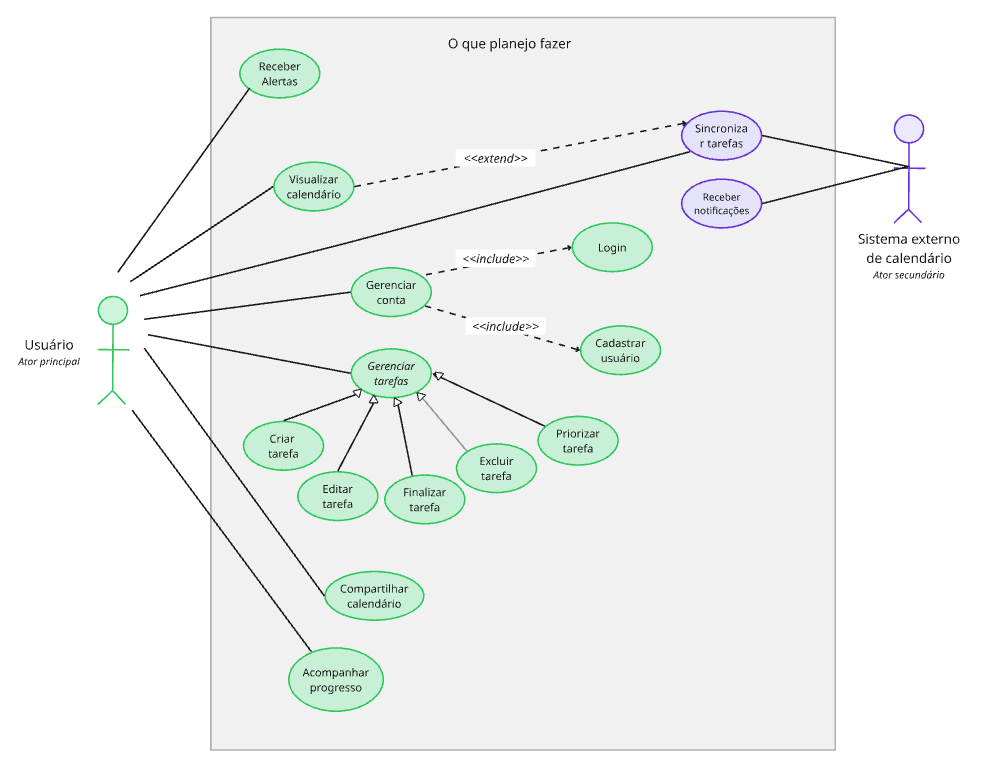 O que planejo fazer
Receber
Alertas
Sincroniza
r tarefas
<<extend>>
Visualizar
calendário
Receber
notificações
Login
<<include>>
Sistema externo
de calendário
Ator secundário
Gerenciar
conta
<<include>>
Usuário
Ator principal
Cadastrar
usuário
Gerenciar
tarefas
Criar
tarefa
Editar
tarefa
Finalizar
tarefa
Excluir
tarefa
Priorizar
tarefa
Compartilhar
calendário
Acompanhar
progresso